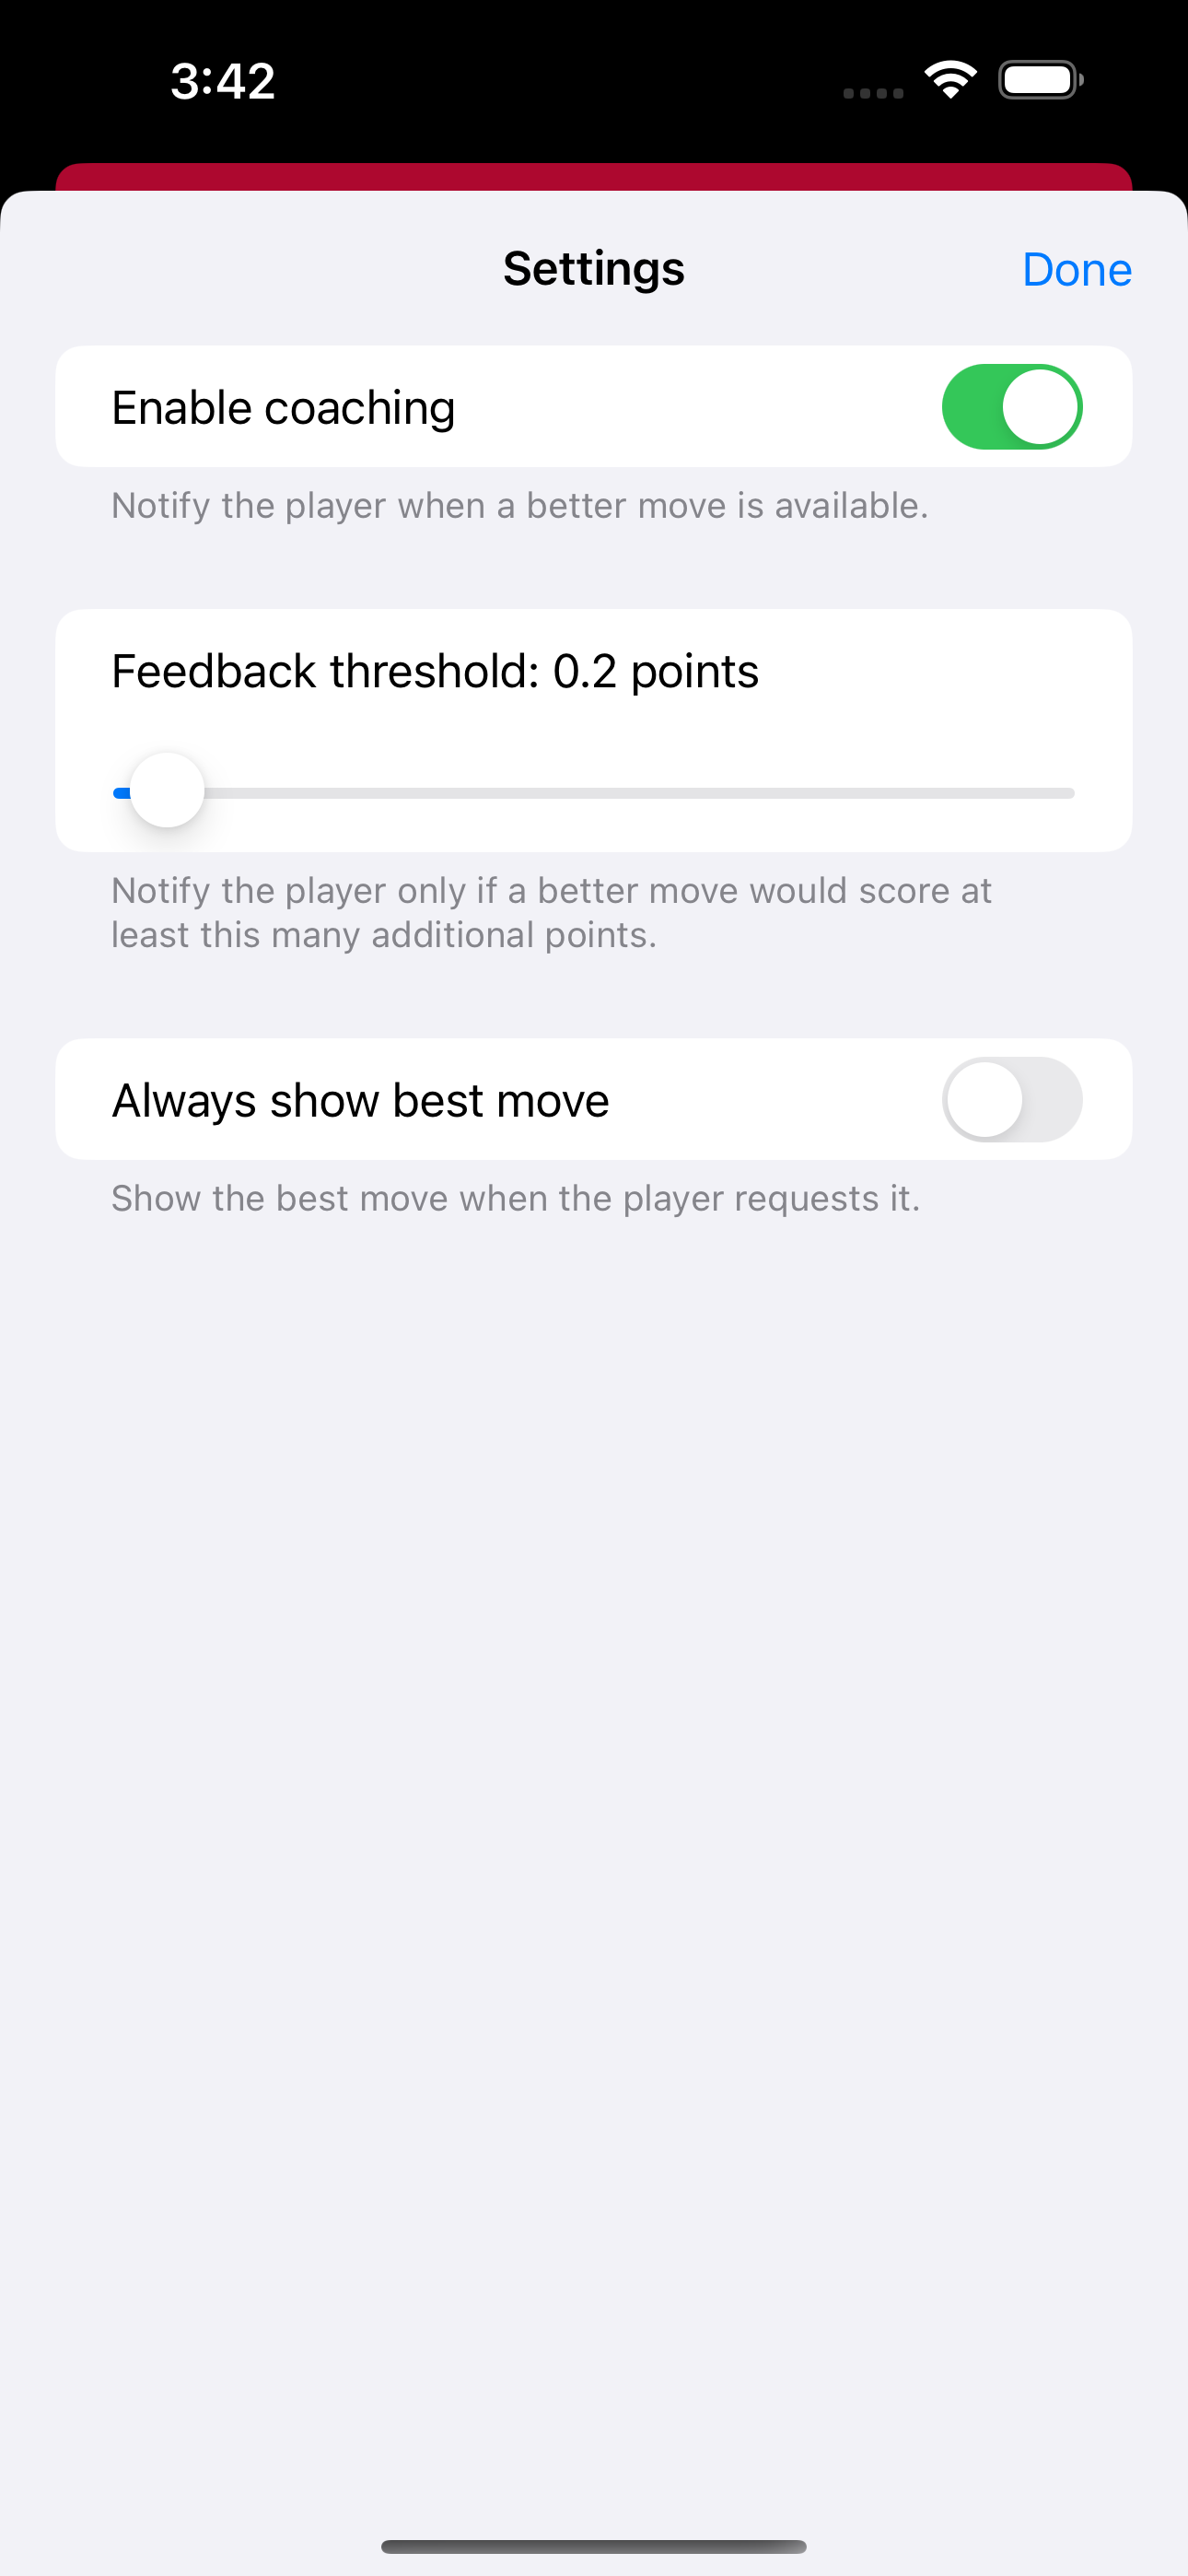 3:42
Settings
Done
Enable coaching
Notify the player when a better move is available.
Feedback threshold: 0.2 points
Notify the player only if a better move would score at
least this many additional points.
Always show best move
Show the best move when the player requests it.